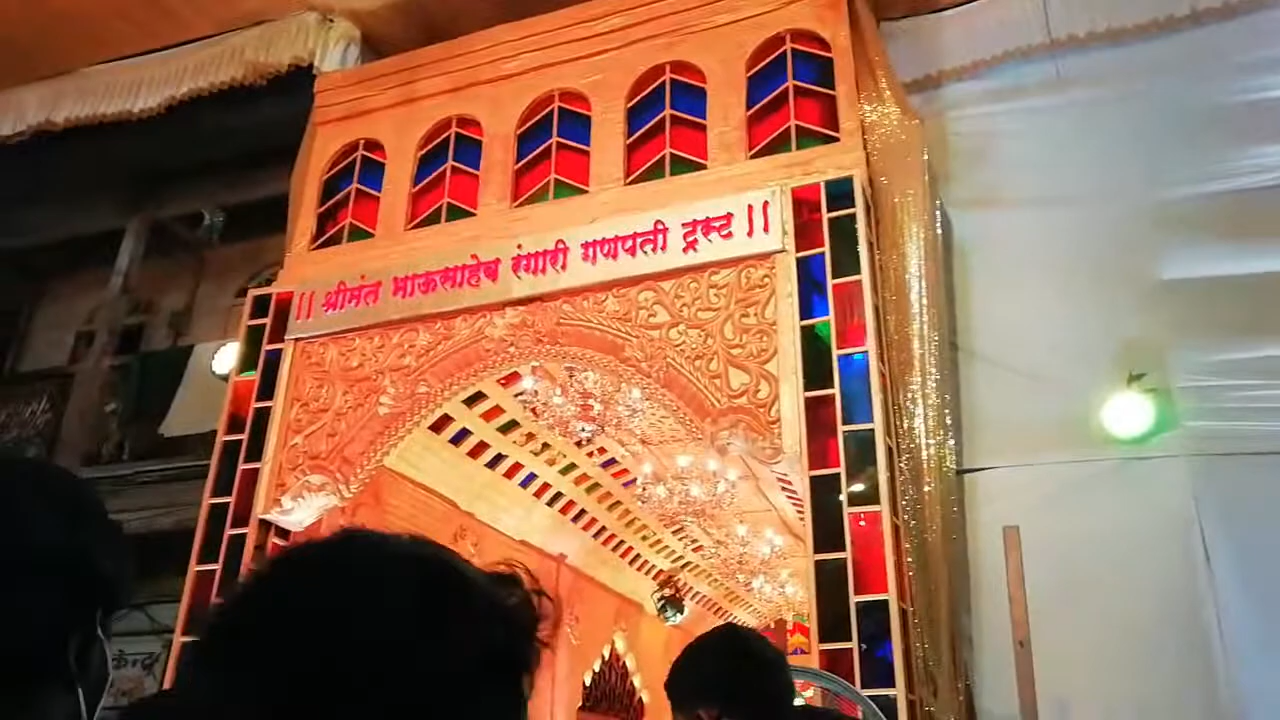 || श्रीमंत भाऊसाहेब रंगारी गणपती ट्रस्ट ||
केंद्र